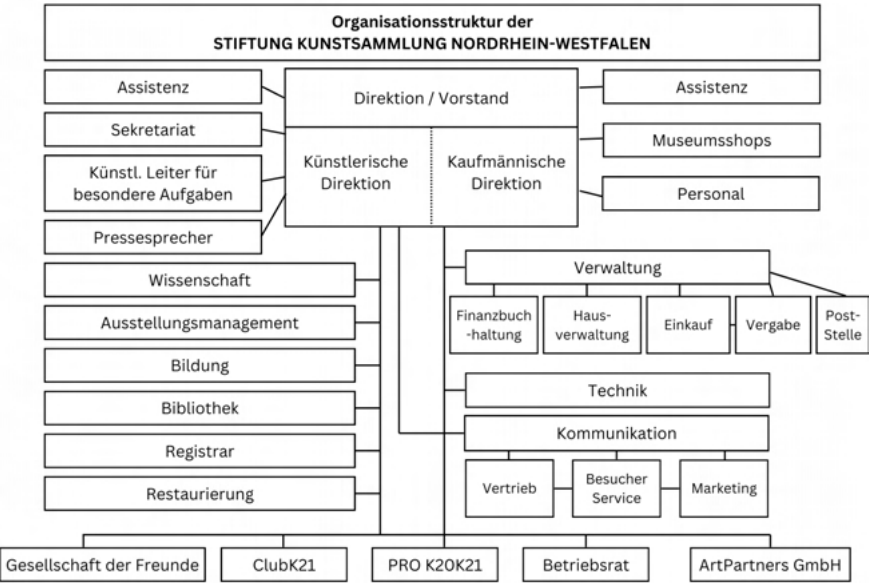 Organisationsstruktur der
STIFTUNG KUNSTSAMMLUNG NORDRHEIN-WESTFALEN
Assistenz
Sekretariat
Künstl. Leiter für
besondere Aufgaben
Pressesprecher
Direktion / Vorstand
Künstlerische
Direktion
Kaufmännische
Direktion
Assistenz
Museumsshops
Personal
Wissenschaft
Ausstellungsmanagement
Bildung
Bibliothek
Registrar
Restaurierung
Verwaltung
Finanzbuch
-haltung
Haus-
verwaltung
Einkauf
Vergabe
Post-
Stelle
Technik
Kommunikation
Vertrieb
Besucher
Service
Marketing
Gesellschaft der Freunde
ClubK21
PRO K20K21
Betriebsrat
ArtPartners GmbH